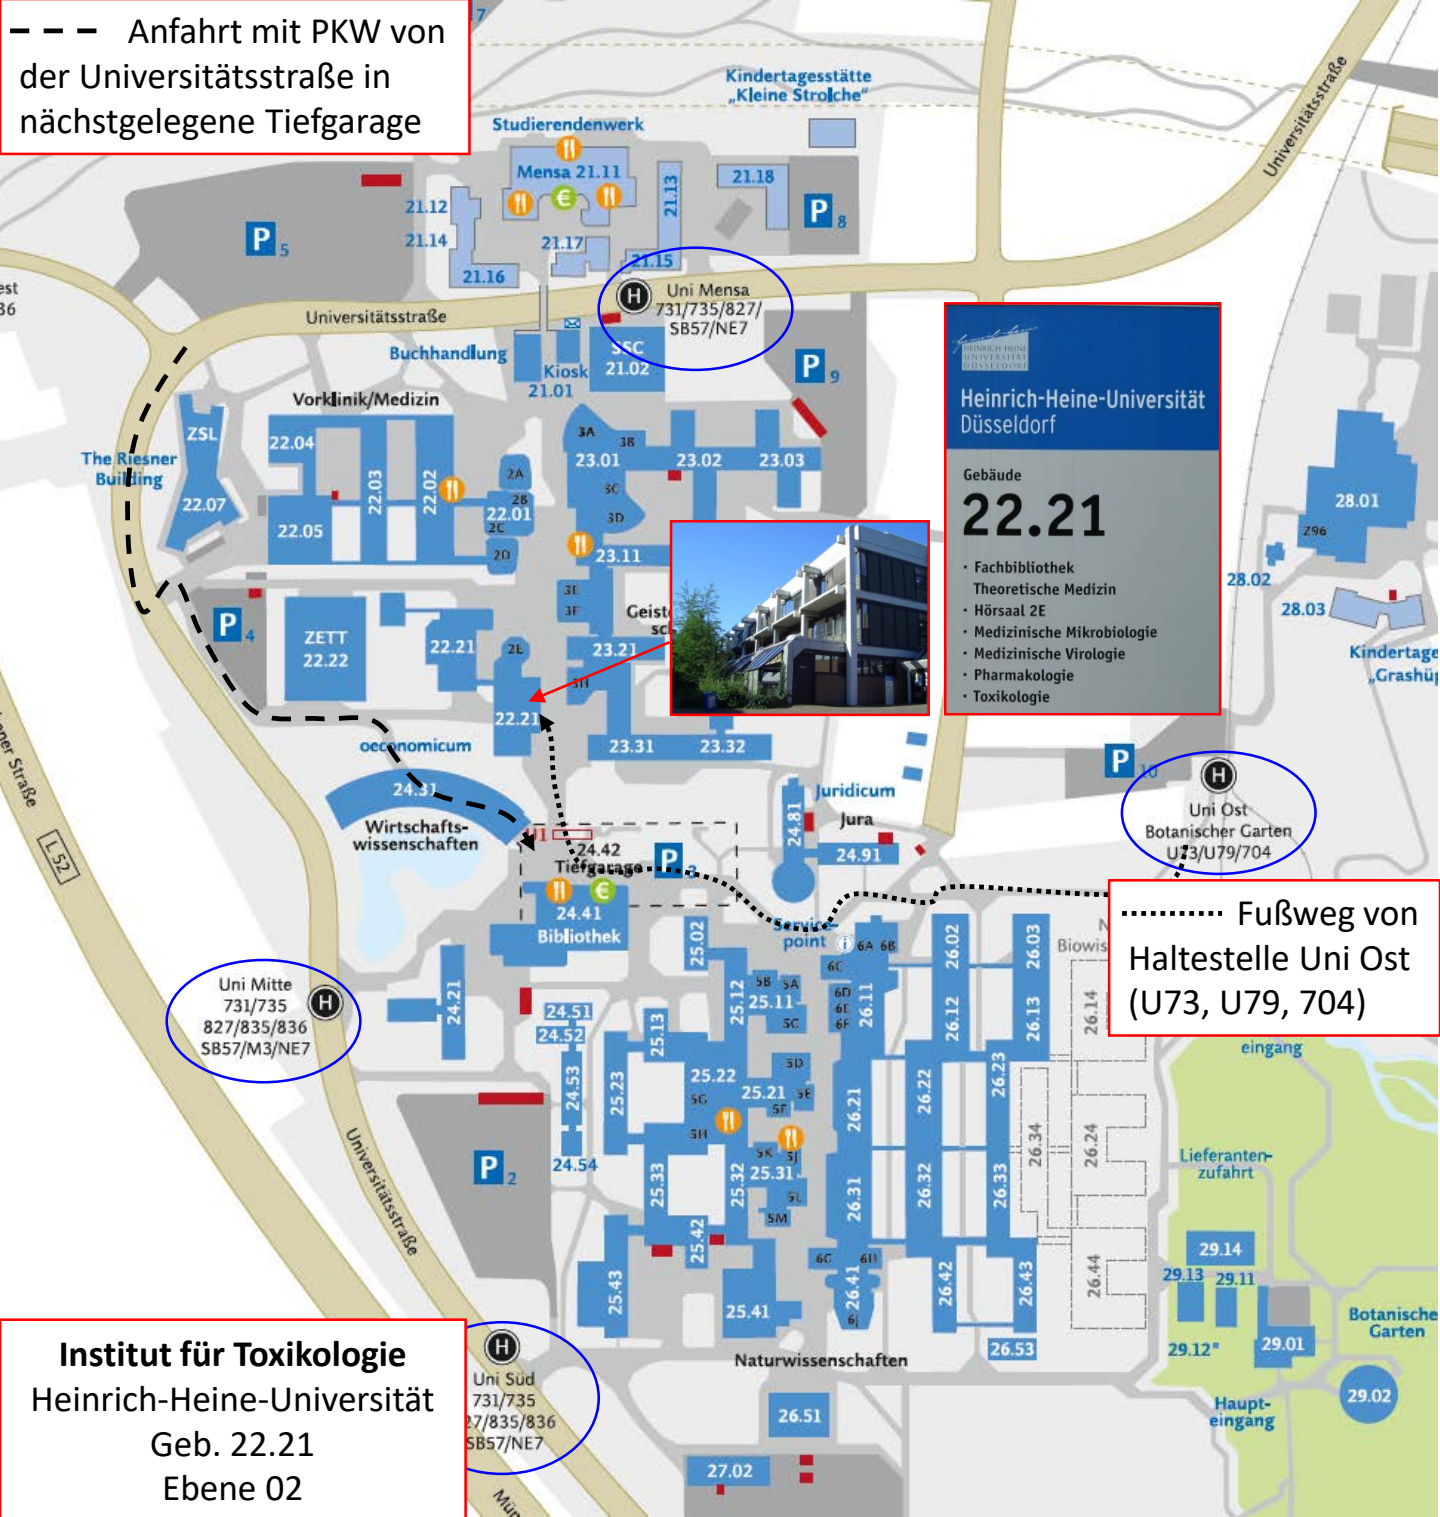 – – – Anfahrt mit PKW von
der Universitätsstraße in
nächstgelegene Tiefgarage
Kindertagesstätte
„Kleine Strolche“
Universitätsstraße
Studierendenwerk
Mensa 21.11
€
21.12
21.14
21.16
21.17
21.13
21.15
21.18
P 8
P 5
H
Uni Mensa
731/735/827/
SB57/NE7
Universitätsstraße
Buchhandlung
Kiosk
21.01
SSC
21.02
P 9
Vorklinik/Medizin
ZSL
The Riesner
Building
22.07
22.04
22.05
22.03
22.02
2A
2B
22.01
2C
2D
3A
3B
23.01
3C
3D
23.02
23.03
23.11
3E
3F
23.21
3H
23.31
23.32
P 4
ZETT
22.22
22.21
2E
22.21
Heinrich-Heine-Universität
Düsseldorf
Gebäude
22.21
· Fachbibliothek
Theoretische Medizin
· Hörsaal 2E
· Medizinische Mikrobiologie
· Medizinische Virologie
· Pharmakologie
· Toxikologie
28.01
Z96
28.02
28.03
oeconomicum
24.31
Wirtschafts-
wissenschaften
24.42
Tiefgarage
P 3
€
24.41
Bibliothek
24.81
Juridicum
Jura
24.91
P 10
H
Uni Ost
Botanischer Garten
U73/U79/704
Fußweg von
Haltestelle Uni Ost
(U73, U79, 704)
L 52
Uni Mitte
731/735
827/835/836
SB57/M3/NE7
H
24.21
24.51
24.52
24.53
24.54
P 2
Universitätsstraße
Service-
point
i
25.02
25.12
5B
5A
25.11
5C
25.13
25.23
25.22
5G
5H
5D
25.21
5E
5F
5K
5J
25.31
5L
5M
25.33
25.32
25.42
25.43
25.41
6A
6B
6C
6D
6E
6F
26.11
26.21
26.31
6G
6H
26.41
6J
26.02
26.03
26.12
26.13
26.22
26.23
26.32
26.33
26.42
26.43
26.53
26.14
26.24
26.34
26.44
eingang
Lieferanten-
zufahrt
29.14
29.13
29.11
29.12
29.01
29.02
Botanische
Garten
Haupt-
eingang
Naturwissenschaften
26.51
27.02
H
Uni Süd
731/735
27/835/836
SB57/NE7
Institut für Toxikologie
Heinrich-Heine-Universität
Geb. 22.21
Ebene 02